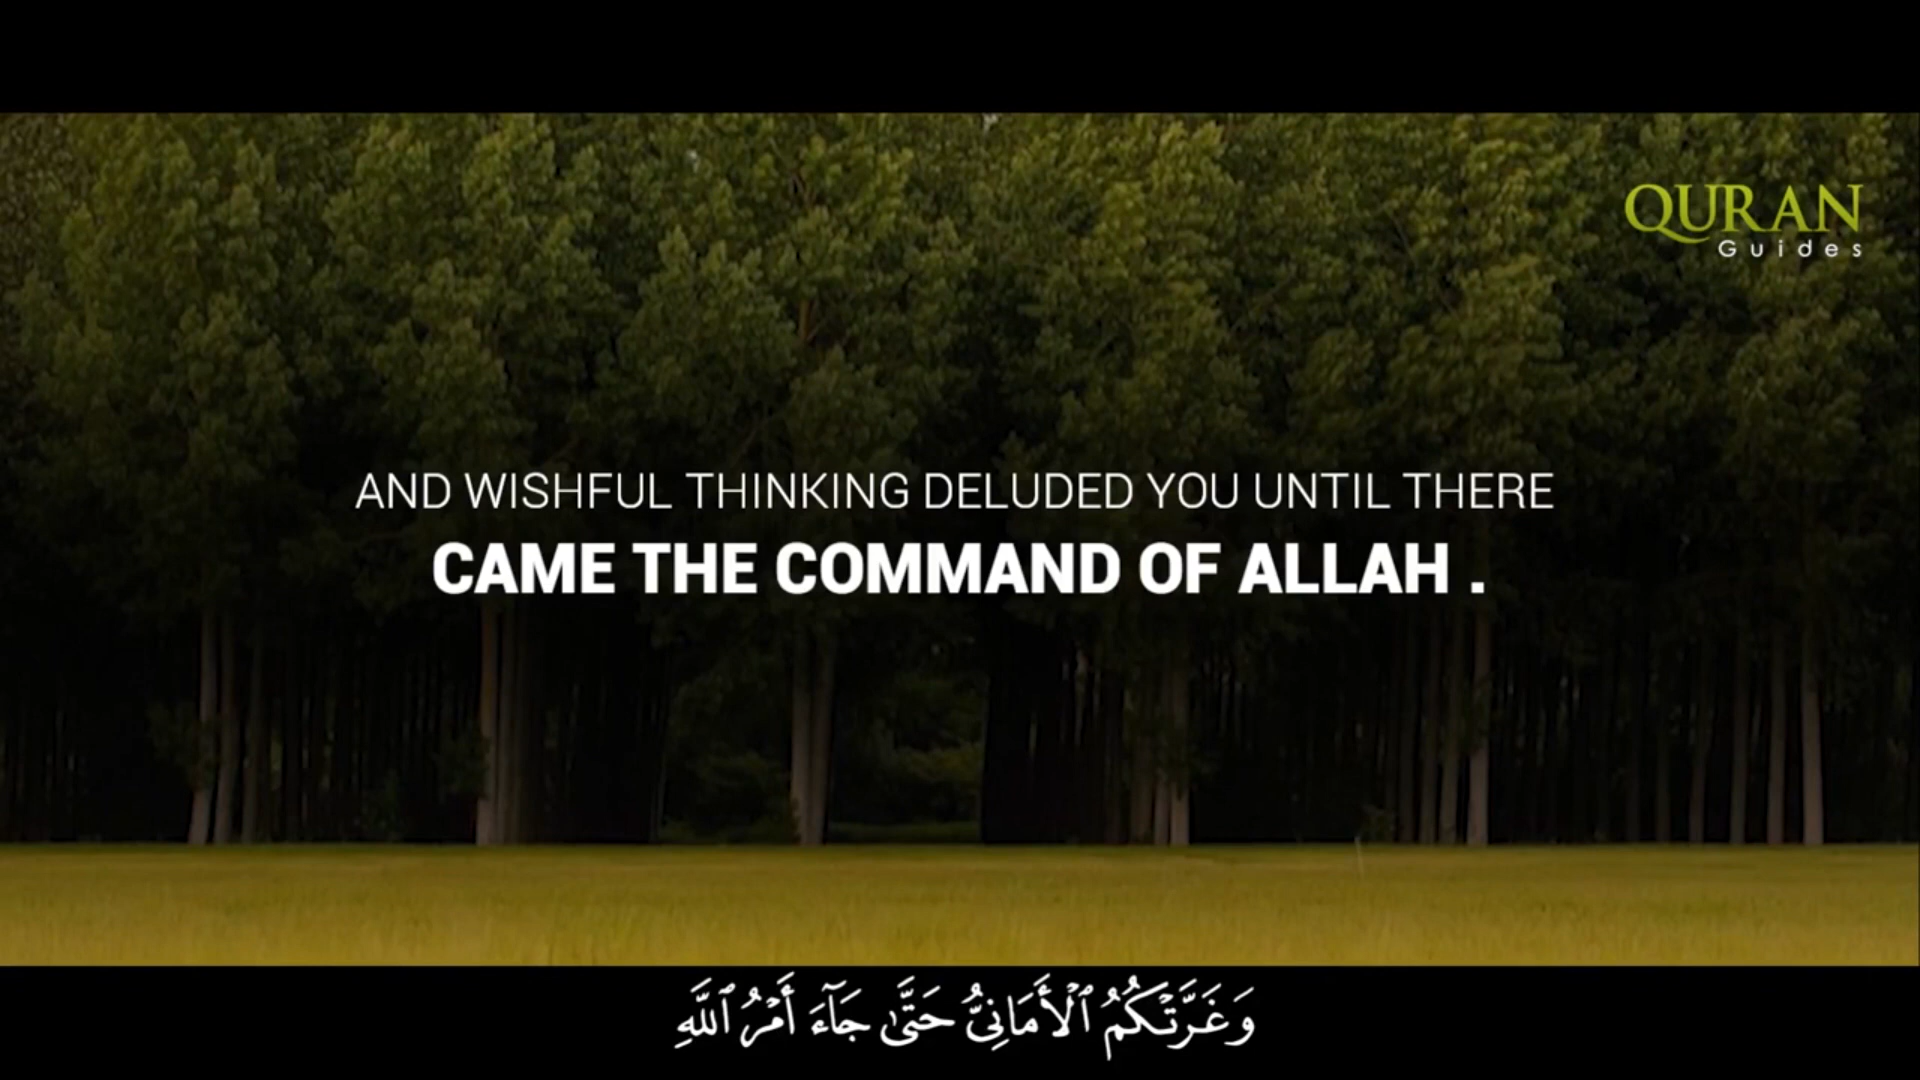 QURAN
Guides
AND WISHFUL THINKING DELUDED YOU UNTIL THERE
CAME THE COMMAND OF ALLAH .
وَغَرَّتْكُمُ ٱلْأَمَانِىُّ حَتَّىٰ جَآءَ أَمْرُ ٱللَّهِ